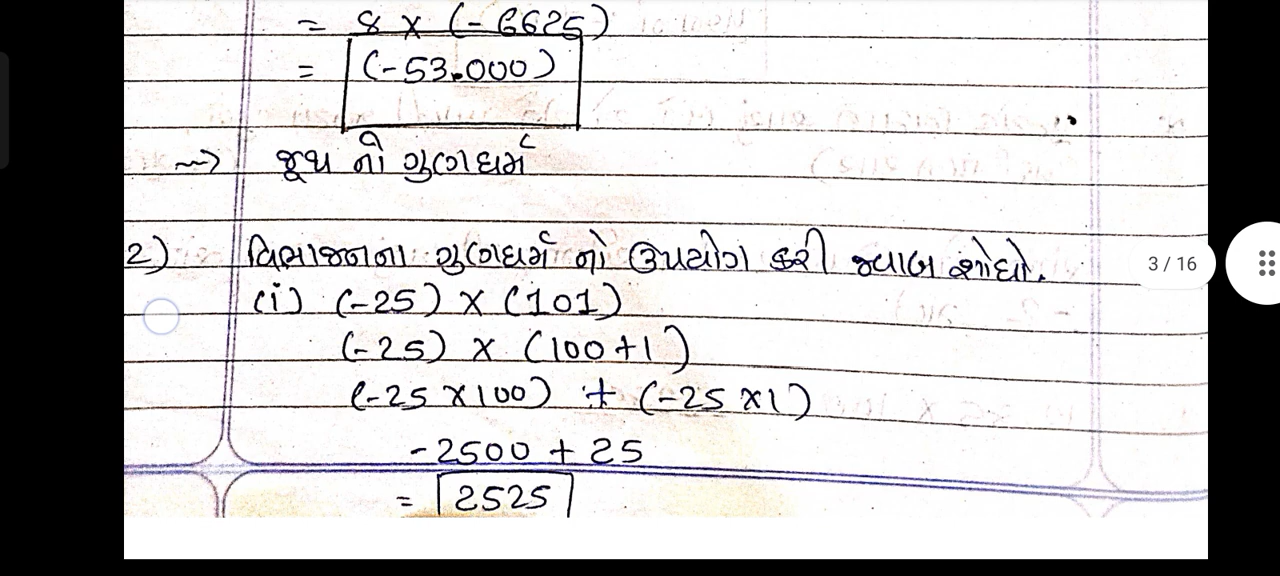 = 8 × (- 6625)
= (-53.000)
~> જૂથ ની ગુણધર્મ
2) વિભાજનના ગુણધર્મ નો ઉપયોગ કરી જવાબ શોધો.
(i) (-25) × (101)
(-25) × (100+1)
(-25 ×100) + (-25 ×1)
-2500 + 25
= 2525
3 / 16